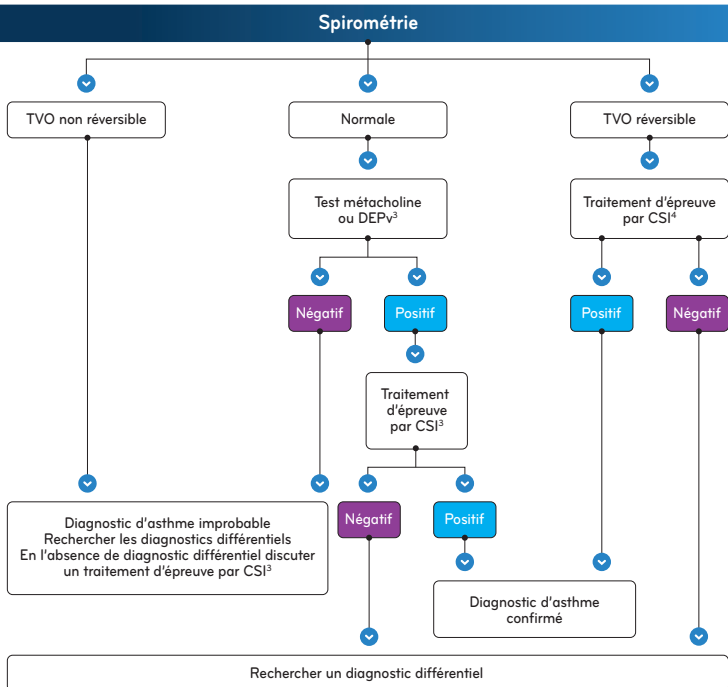 Spirométrie
TVO non réversible
Normale
TVO réversible
Test métacholine
ou DEPv³
Traitement d'épreuve
par CSI⁴
Négatif
Positif
Positif
Négatif
Traitement
d'épreuve
par CSI³
Négatif
Positif
Diagnostic d'asthme improbable
Rechercher les diagnostics différentiels
En l'absence de diagnostic différentiel discuter
un traitement d'épreuve par CSI³
Diagnostic d'asthme
confirmé
Rechercher un diagnostic différentiel